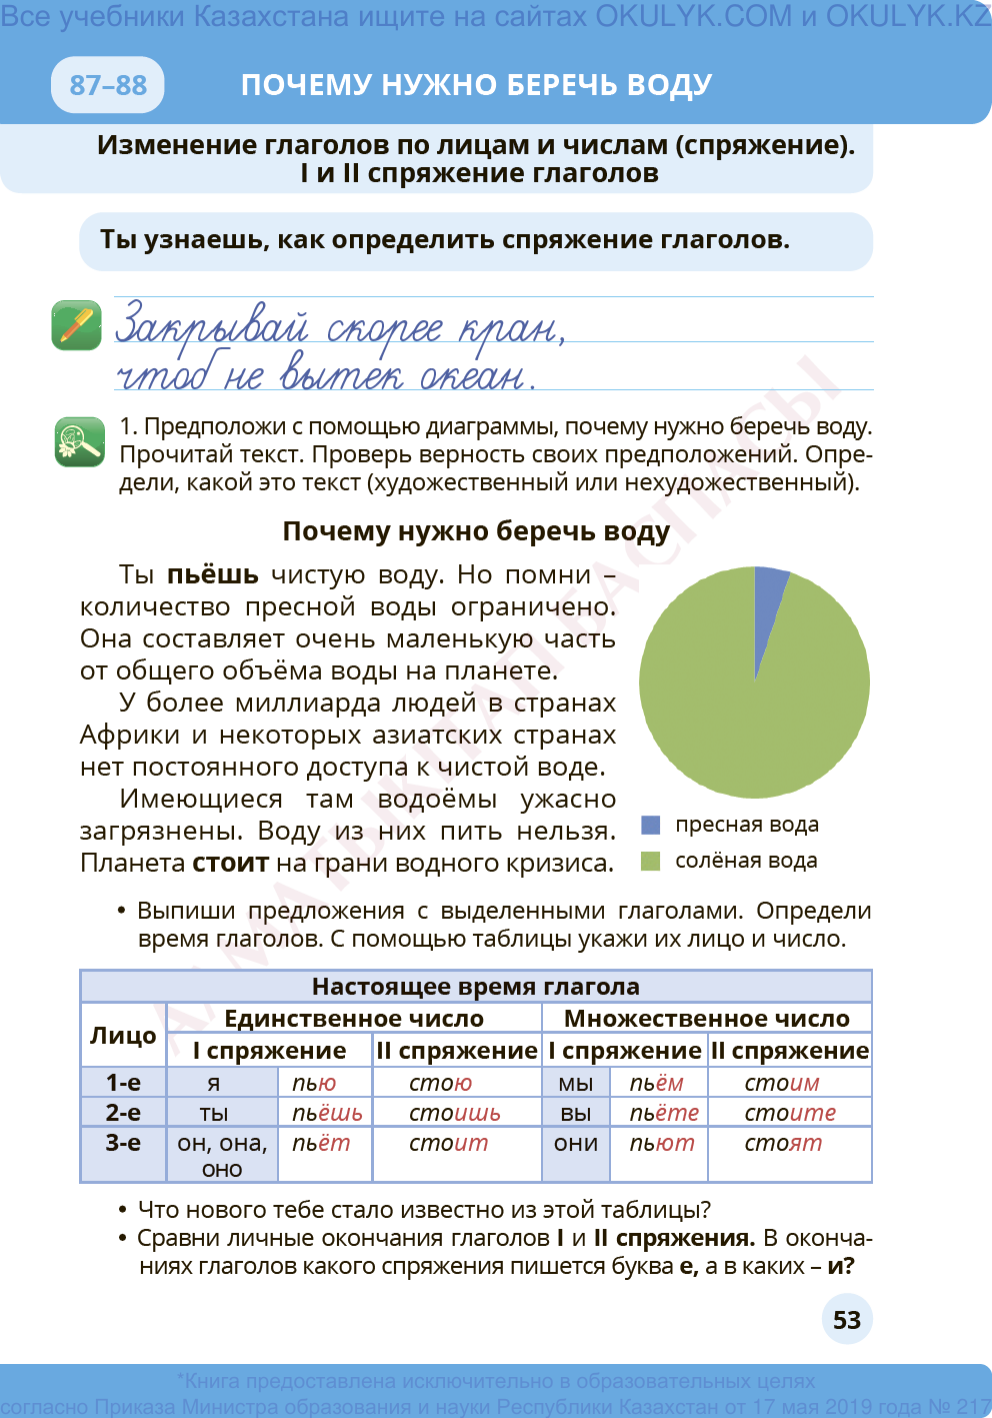 Все учебники Казахстана ищите на сайтах OKULYK.COM и OKULYK.KZ
87–88
ПОЧЕМУ НУЖНО БЕРЕЧЬ ВОДУ
Изменение глаголов по лицам и числам (спряжение).
I и II спряжение глаголов
Ты узнаешь, как определить спряжение глаголов.
Закрывай скорее кран,
чтоб не вытек океан.
1. Предположи с помощью диаграммы, почему нужно беречь воду.
Прочитай текст. Проверь верность своих предположений. Опре-
дели, какой это текст (художественный или нехудожественный).
Почему нужно беречь воду
Ты пьёшь чистую воду. Но помни –
количество пресной воды ограничено.
Она составляет очень маленькую часть
от общего объёма воды на планете.
У более миллиарда людей в странах
Африки и некоторых азиатских странах
нет постоянного доступа к чистой воде.
Имеющиеся там водоёмы ужасно
загрязнены. Воду из них пить нельзя.
Планета стоит на грани водного кризиса.
пресная вода
солёная вода
• Выпиши предложения с выделенными глаголами. Определи
время глаголов. С помощью таблицы укажи их лицо и число.
Настоящее время глагола
Лицо Единственное число Множественное число
I спряжение II спряжение I спряжение II спряжение
1-е я пью стою мы пьём стоим
2-е ты пьёшь стоишь вы пьёте стоите
3-е он, она, пьёт стоит они пьют стоят
оно
• Что нового тебе стало известно из этой таблицы?
• Сравни личные окончания глаголов I и II спряжения. В оконча-
ниях глаголов какого спряжения пишется буква е, а в каких – и?
53
АЛМАТЫКІТАП БАСПАСЫ
*Книга предоставлена исключительно в образовательных целях
согласно Приказа Министра образования и науки Республики Казахстан от 17 мая 2019 года № 217